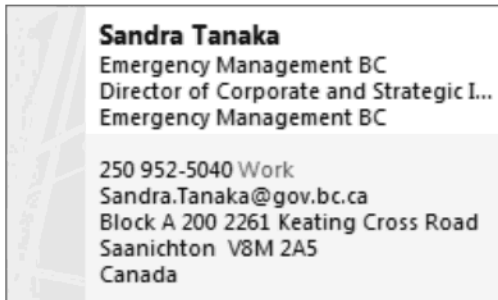 Sandra Tanaka
Emergency Management BC
Director of Corporate and Strategic I...
Emergency Management BC
250 952-5040 Work
Sandra.Tanaka@gov.bc.ca
Block A 200 2261 Keating Cross Road
Saanichton V8M 2A5
Canada